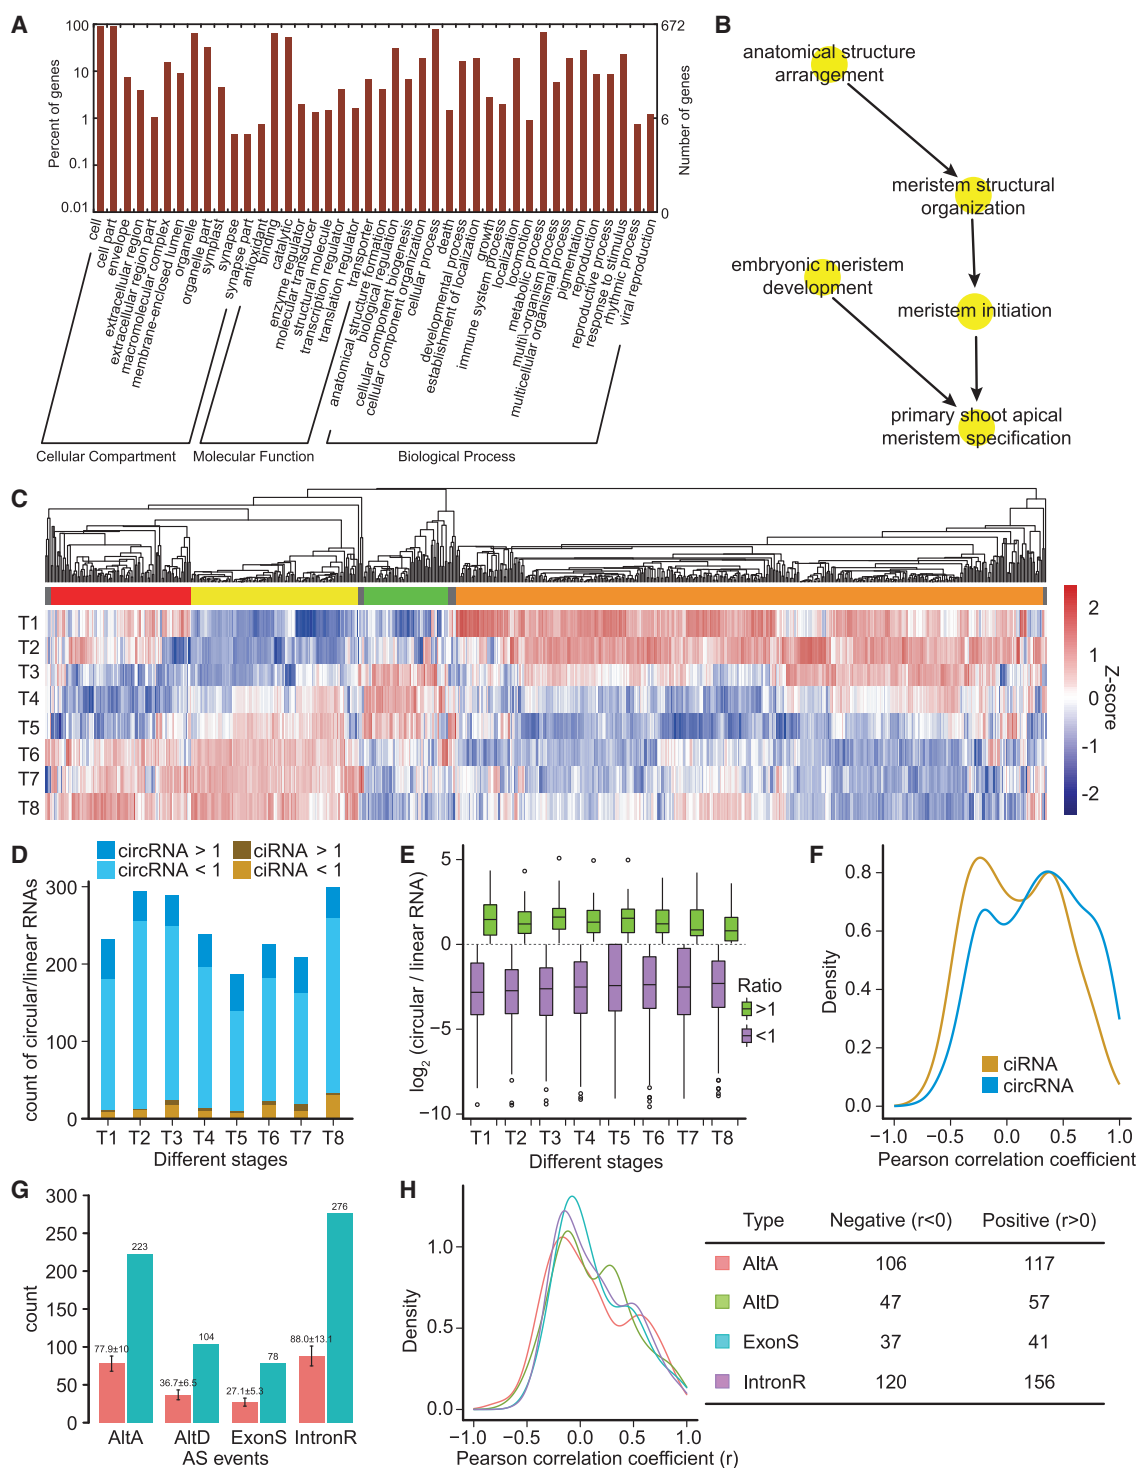 A
100
10
1
0.1
0.01
Percent of genes
672
6
0
Number of genes
cell
cell part
envelope
extracellular region
extracellular region part
macromolecular complex
membrane-enclosed lumen
organelle
organelle part
symplast
synapse
synapse part
antioxidant
binding
catalytic
enzyme regulator
molecular transducer
structural molecule
transcription regulator
translation regulator
transporter
anatomical structure formation
biological regulation
cellular component biogenesis
cellular component organization
cellular process
death
developmental process
establishment of localization
growth
immune system process
localization
locomotion
metabolic process
multi\-organism process
multicellular organismal process
pigmentation
reproduction
reproductive process
response to stimulus
rhythmic process
viral reproduction
Cellular Compartment
Molecular Function
Biological Process
B
anatomical structure
arrangement
meristem structural
organization
embryonic meristem
development
meristem initiation
primary shoot apical
meristem specification
C
T1
T2
T3
T4
T5
T6
T7
T8
2
1
0
-1
-2
Z-score
D
circRNA > 1
ciRNA > 1
circRNA < 1
ciRNA < 1
300
200
100
0
count of circular/linear RNAs
T1 T2 T3 T4 T5 T6 T7 T8
Different stages
E
5
0
−5
−10
log2 (circular / linear RNA)
Ratio
>1
<1
T1 T2 T3 T4 T5 T6 T7 T8
Different stages
F
0.8
0.6
0.4
0.2
0.0
Density
ciRNA
circRNA
−1.0 −0.5 0.0 0.5 1.0
Pearson correlation coefficient
G
300
250
200
150
100
50
0
count
77.9±10
223
36.7±6.5
104
27.1±5.3
78
88.0±13.1
276
AltA AltD ExonS IntronR
AS events
H
1.0
0.5
0.0
Density
−1.0 −0.5 0.0 0.5 1.0
Pearson correlation coefficient (r)
Type Negative (r<0) Positive (r>0)
AltA 106 117
AltD 47 57
ExonS 37 41
IntronR 120 156